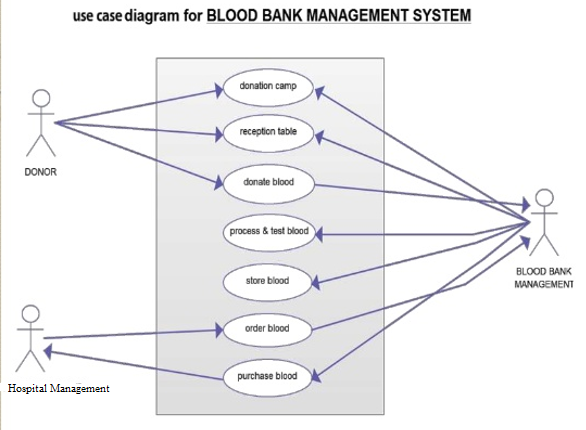 use case diagram for BLOOD BANK MANAGEMENT SYSTEM
donation camp
reception table
DONOR
donate blood
process & test blood
BLOOD BANK
MANAGEMENT
store blood
order blood
purchase blood
Hospital Management